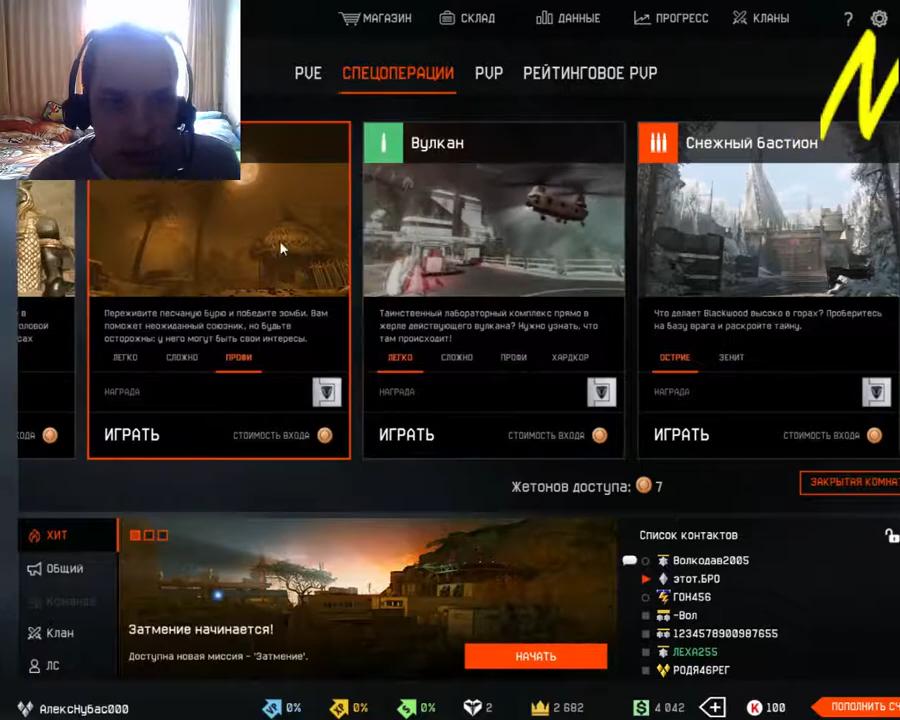 МАГАЗИН СКЛАД ДАННЫЕ ПРОГРЕСС КЛАНЫ ?
PVE СПЕЦОПЕРАЦИИ PVP РЕЙТИНГОВОЕ PVP
Вулкан
Снежный Бастион
в
Переживите песчаную бурю и победите зомби. Вам
поможет неожиданный союзник, но будьте
осторожны: у него могут быть свои интересы.
ЛЕГКО СЛОЖНО ПРОФИ
НАГРАДА
ИГРАТЬ СТОИМОСТЬ ВХОДА
Таинственный лабораторный комплекс прямо в
жерле действующего вулкана? Нужно узнать, что
там происходит!
ЛЕГКО СЛОЖНО ПРОФИ ХАРДКОР
НАГРАДА
ИГРАТЬ СТОИМОСТЬ ВХОДА
Что делает Blackwood высоко в горах? Проберитесь
на базу врага и раскройте тайну.
ОСТРИЕ ЗЕНИТ
НАГРАДА
ИГРАТЬ СТОИМОСТЬ ВХОДА
Жетонов доступа: 7
ЗАКРЫТАЯ КОМНА
ХИТ
Общий
Команда
Клан
ЛС
Затмение начинается!
Доступна новая миссия - 'Затмение'.
НАЧАТЬ
Список контактов
Волкодав2005
этот.БРО
ГОН456
-Вол
1234578900987655
ЛЕХА255
РОДЯ46РЕГ
АлексНубас000 0% 0% 0% 2 2 682 4 042 K 100 ПОПОЛНИТЬ СЧ